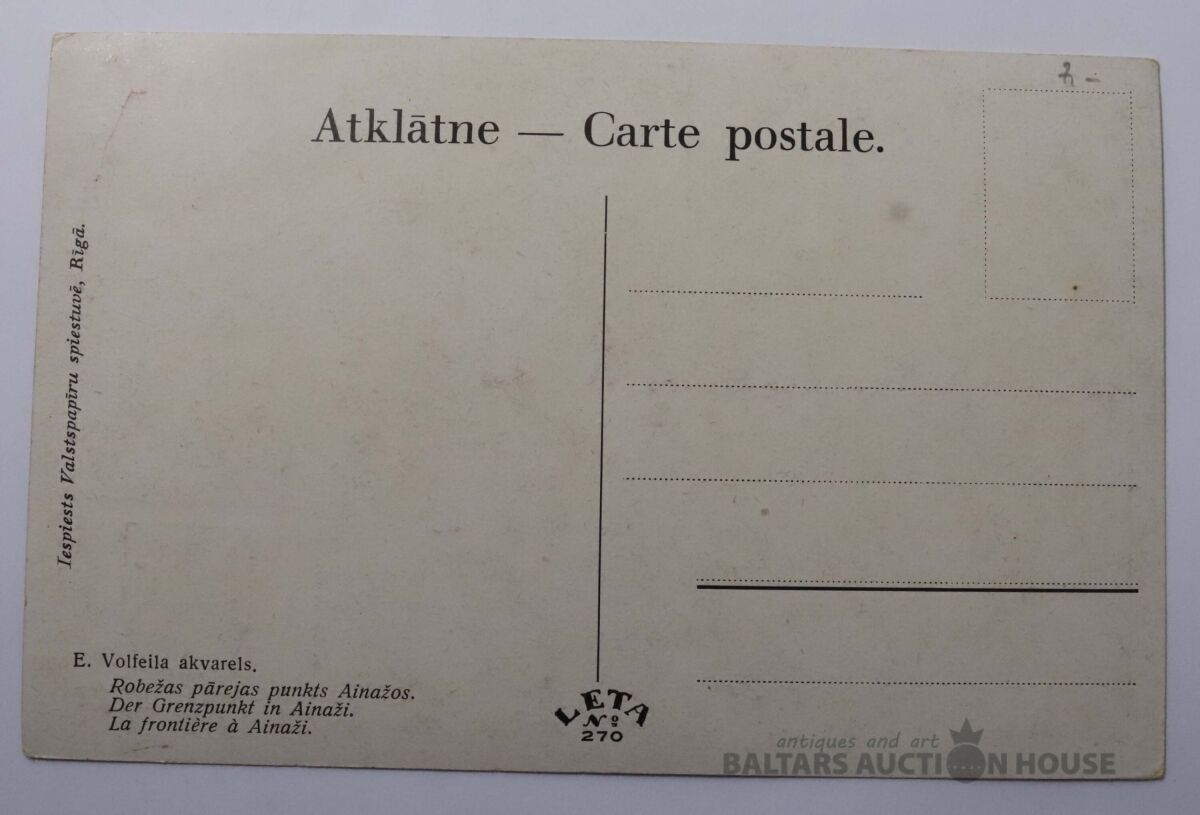 Atklātne — Carte postale.
Iespiests Valstspapīru spiestuvē, Rīgā.
E. Volfeila akvarels.
Robežas pārejas punkts Ainažos.
Der Grenzpunkt in Ainaži.
La frontière à Ainaži.
LETA
№
270
antiques and art
BALTARS AUCTION HOUSE